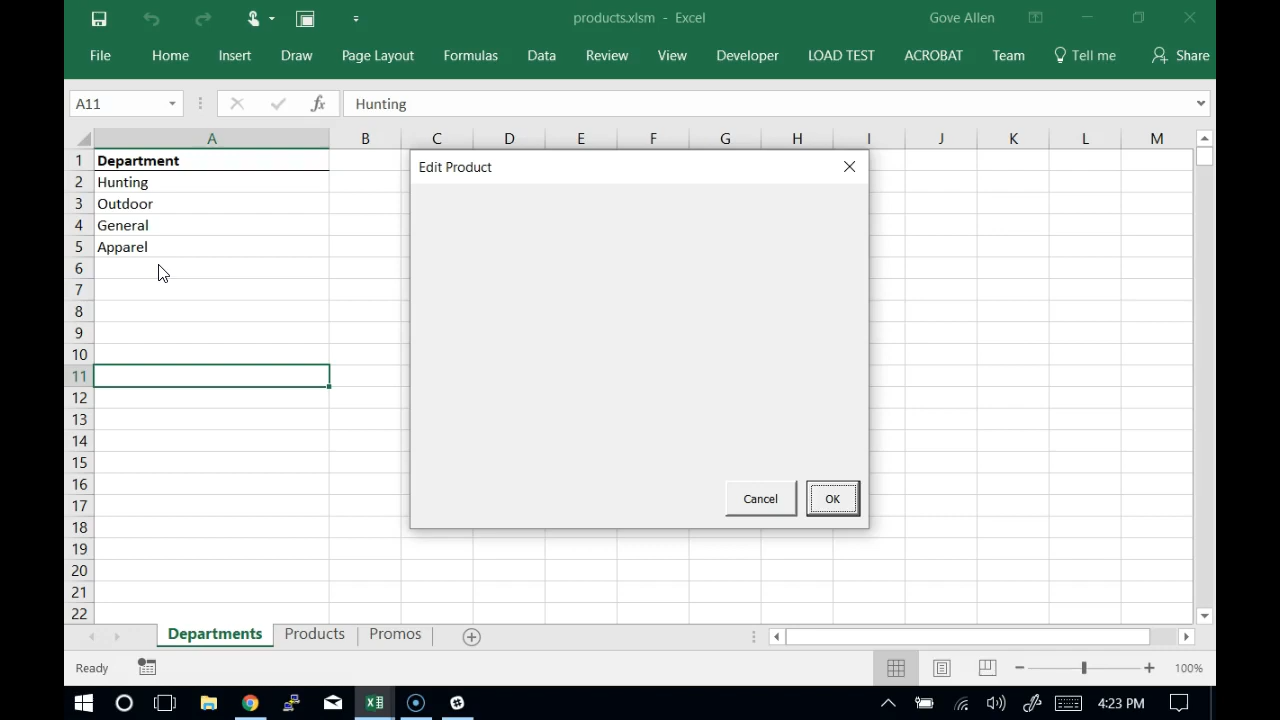 products.xlsm - Excel
Gove Allen
File Home Insert Draw Page Layout Formulas Data Review View Developer LOAD TEST ACROBAT Team Tell me Share
A11 fx Hunting
A B C D E F G H I J K L M
1 Department
2 Hunting
3 Outdoor
4 General
5 Apparel
6
7
8
9
10
11
12
13
14
15
16
17
18
19
20
21
22
Edit Product
Cancel OK
Departments Products Promos
Ready 100%
4:23 PM